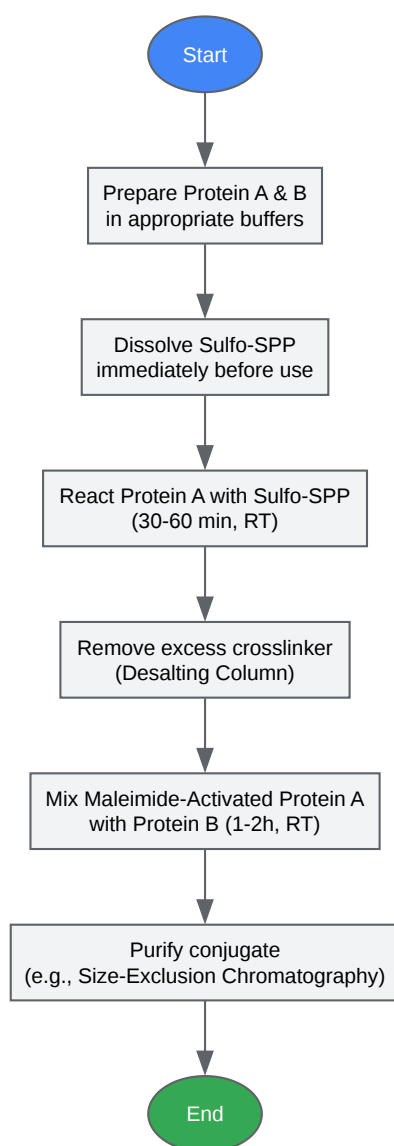 Start
Prepare Protein A & B
in appropriate buffers
Dissolve Sulfo-SPP
immediately before use
React Protein A with Sulfo-SPP
(30-60 min, RT)
Remove excess crosslinker
(Desalting Column)
Mix Maleimide-Activated Protein A
with Protein B (1-2h, RT)
Purify conjugate
(e.g., Size-Exclusion Chromatography)
End